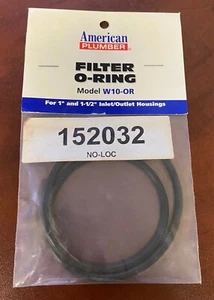 American
PLUMBER
FILTER
O-RING
Model W10-OR
For 1" and 1-1/2" Inlet/Outlet Housings
152032
NO-LOC